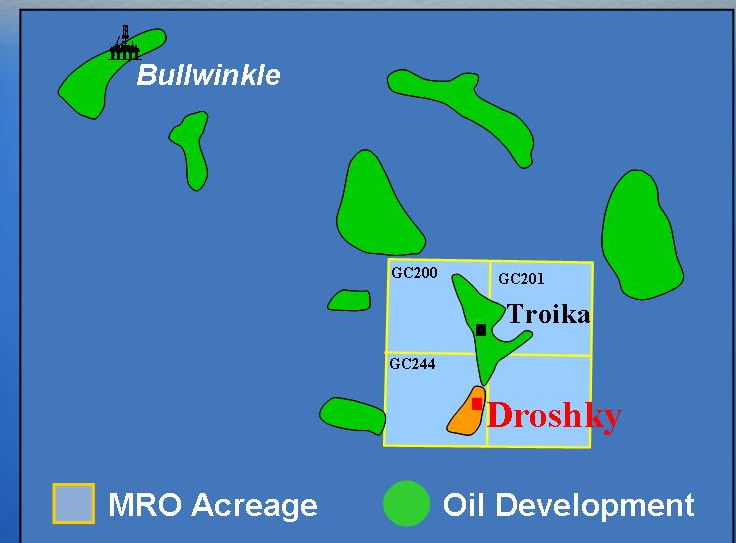 Bullwinkle
GC200
GC201
Troika
GC244
Droshky
MRO Acreage
Oil Development